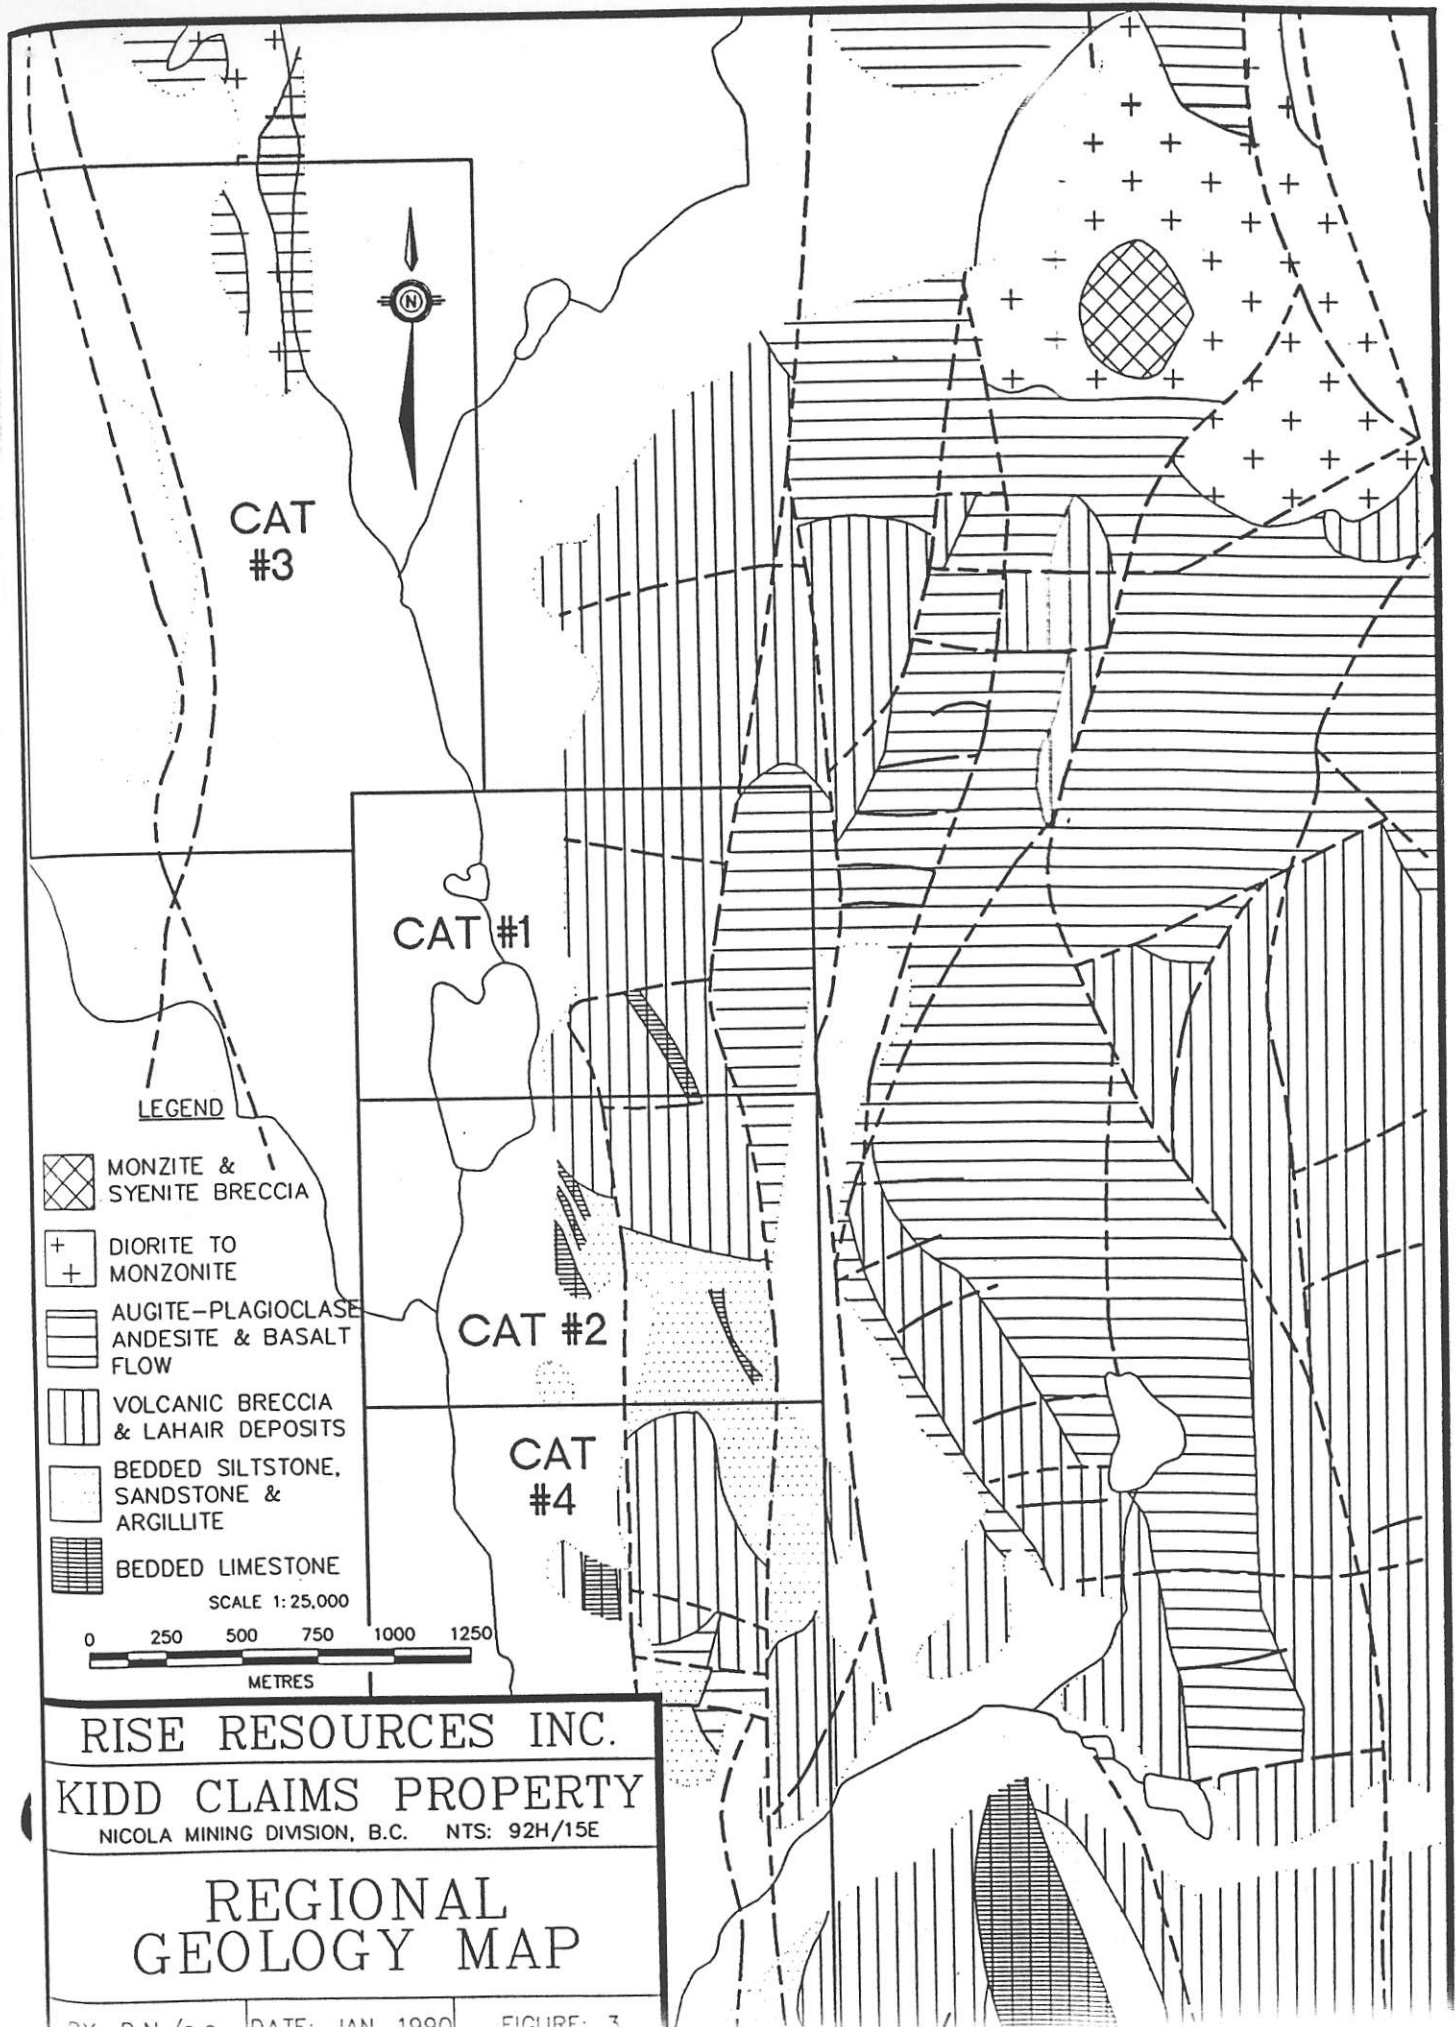 N
CAT
#3
CAT #1
CAT #2
CAT
#4
LEGEND
MONZITE &
SYENITE BRECCIA
DIORITE TO
MONZONITE
AUGITE-PLAGIOCLASE
ANDESITE & BASALT
FLOW
VOLCANIC BRECCIA
& LAHAIR DEPOSITS
BEDDED SILTSTONE,
SANDSTONE &
ARGILLITE
BEDDED LIMESTONE
SCALE 1:25,000
0 250 500 750 1000 1250
METRES
RISE RESOURCES INC.
KIDD CLAIMS PROPERTY
NICOLA MINING DIVISION, B.C. NTS: 92H/15E
REGIONAL
GEOLOGY MAP
DATE: JAN. 1990 FIGURE: 3